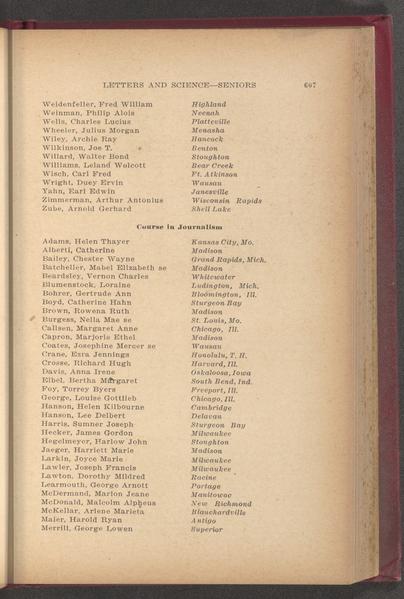 LETTERS AND SCIENCE—SENIORS 607
Weidenfeller, Fred William Highland
Weinman, Philip Alois Neenah
Wells, Charles Lucius Platteville
Wheeler, Julius Morgan Menasha
Wiley, Archie Ray Hancock
Wilkinson, Joe T. Benton
Willard, Walter Bond Stoughton
Williams, Leland Wolcott Bear Creek
Wisch, Carl Fred Ft. Atkinson
Wright, Duey Ervin Wausau
Yahn, Earl Edwin Janesville
Zimmerman, Arthur Antonius Wisconsin Rapids
Zube, Arnold Gerhard Shell Lake
Course in Journalism
Adams, Helen Thayer Kansas City, Mo.
Alberti, Catherine Madison
Bailey, Chester Wayne Grand Rapids, Mich.
Batcheller, Mabel Elizabeth se Madison
Beardsley, Vernon Charles Whitewater
Blumenstock, Loraine Ludington, Mich.
Bohrer, Gertrude Ann Bloomington, Ill.
Boyd, Catherine Hahn Sturgeon Bay
Brown, Rowena Ruth Madison
Burgess, Nella Mae se St. Louis, Mo.
Callsen, Margaret Anne Chicago, Ill.
Capron, Marjorie Ethel Madison
Coates, Josephine Mercer se Wausau
Crane, Ezra Jennings Honolulu, T. H.
Crosse, Richard Hugh Harvard, Ill.
Davis, Anna Irene Oskaloosa, Iowa
Eibel, Bertha Margaret South Bend, Ind.
Foy, Torrey Byers Freeport, Ill.
George, Louise Gottlieb Chicago, Ill.
Hanson, Helen Kilbourne Cambridge
Hanson, Lee Delbert Delavan
Harris, Sumner Joseph Sturgeon Bay
Hecker, James Gordon Milwaukee
Hegelmeyer, Harlow John Stoughton
Jaeger, Harriett Marie Madison
Larkin, Joyce Marie Milwaukee
Lawler, Joseph Francis Milwaukee
Lawton, Dorothy Mildred Racine
Learmouth, George Arnott Portage
McDermand, Marion Jeane Manitowoc
McDonald, Malcolm Alpheus New Richmond
McKellar, Arlene Marieta Blanchardville
Maier, Harold Ryan Antigo
Merrill, George Lowen Superior